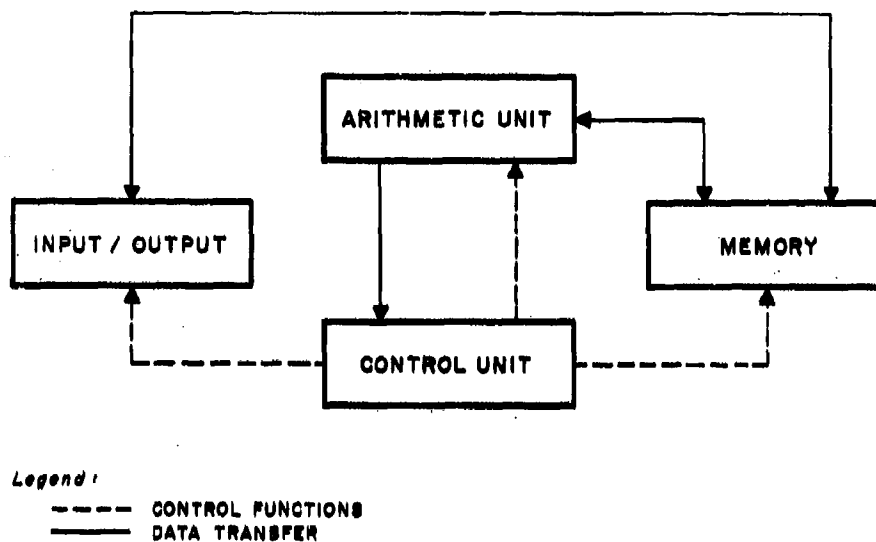 ARITHMETIC UNIT
INPUT / OUTPUT
MEMORY
CONTROL UNIT
Legend:
CONTROL FUNCTIONS
DATA TRANSFER